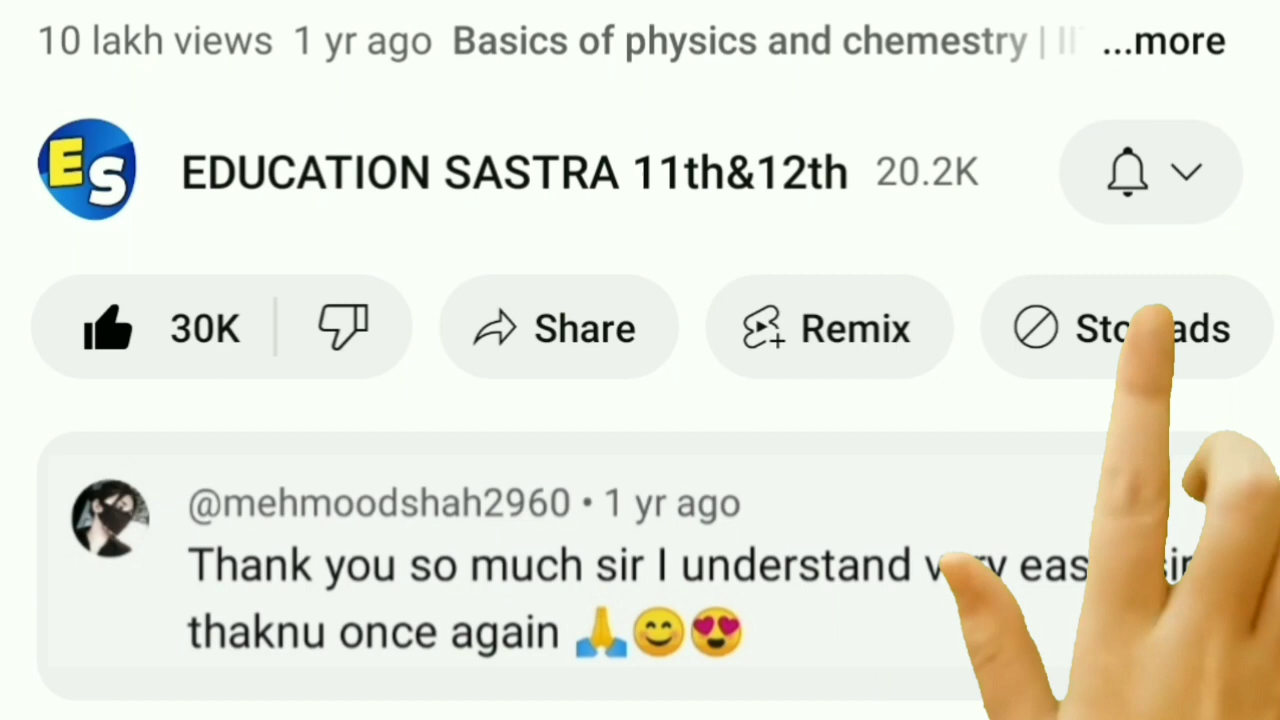 10 lakh views 1 yr ago Basics of physics and chemestry | ...more
ES
EDUCATION SASTRA 11th&12th 20.2K
30K Share Remix
@mehmoodshah2960 • 1 yr ago
Thank you so much sir I understand
thaknu once again 🙏😊😍